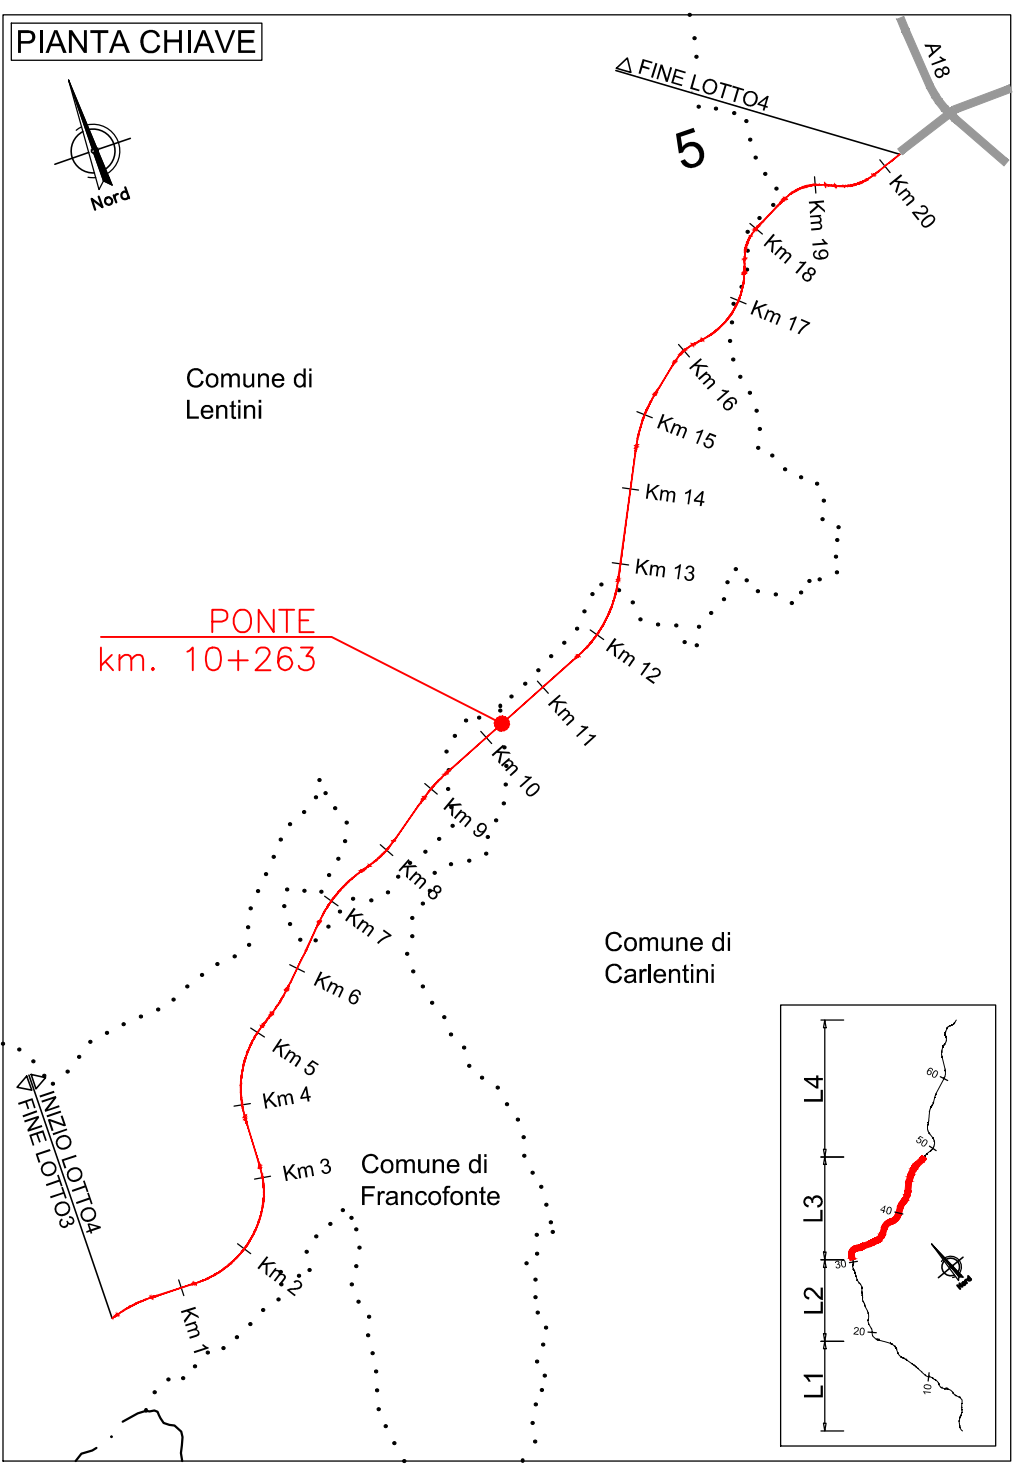 PIANTA CHIAVE
Nord
FINE LOTTO4
A18
5
Km 20
Km 19
Km 18
Km 17
Km 16
Km 15
Km 14
Km 13
Km 12
Km 11
Km 10
Km 9
Km 8
Km 7
Km 6
Km 5
Km 4
Km 3
Km 2
Km 1
Comune di
Lentini
PONTE
km. 10+263
Comune di
Carlentini
Comune di
Francofonte
INIZIO LOTTO4
FINE LOTTO3
L4
L3
L2
L1
60
50
40
30
20
10